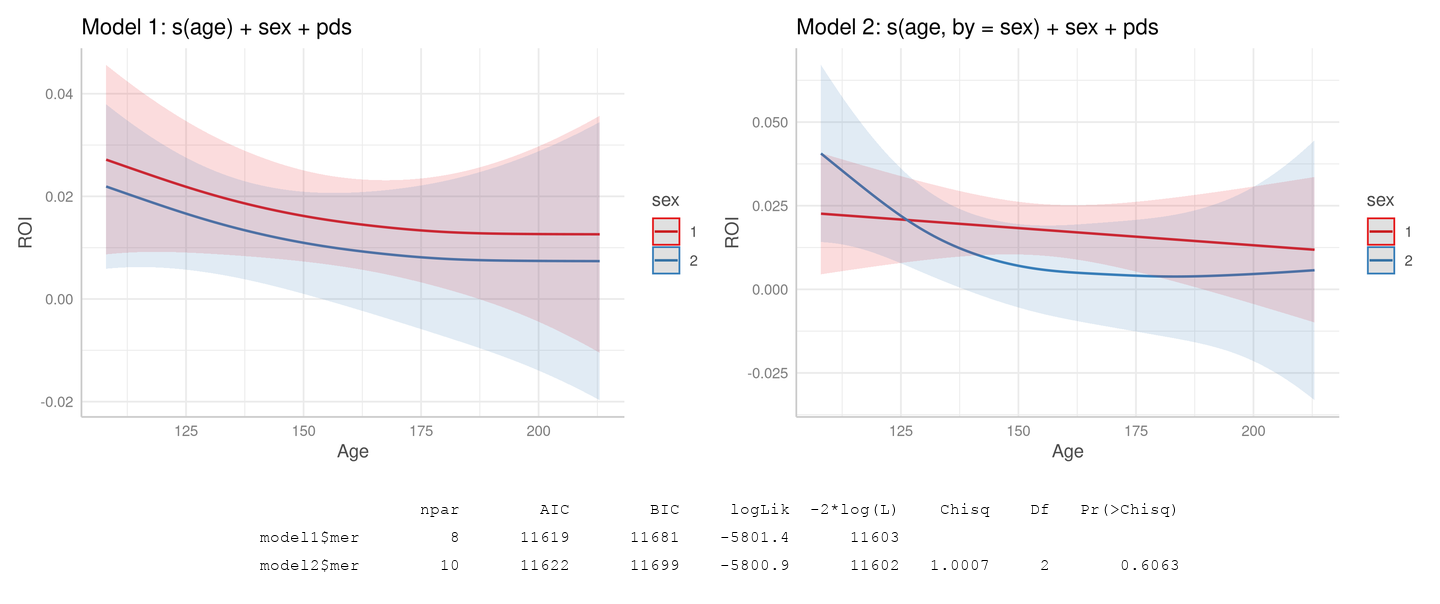 Model 1: s(age) + sex + pds
0.04
0.02
0.00
-0.02
ROI
125 150 175 200
Age
sex
1
2
Model 2: s(age, by = sex) + sex + pds
0.050
0.025
0.000
-0.025
ROI
125 150 175 200
Age
sex
1
2
npar AIC BIC logLik -2*log(L) Chisq Df Pr(>Chisq)
model1$mer 8 11619 11681 -5801.4 11603
model2$mer 10 11622 11699 -5800.9 11602 1.0007 2 0.6063